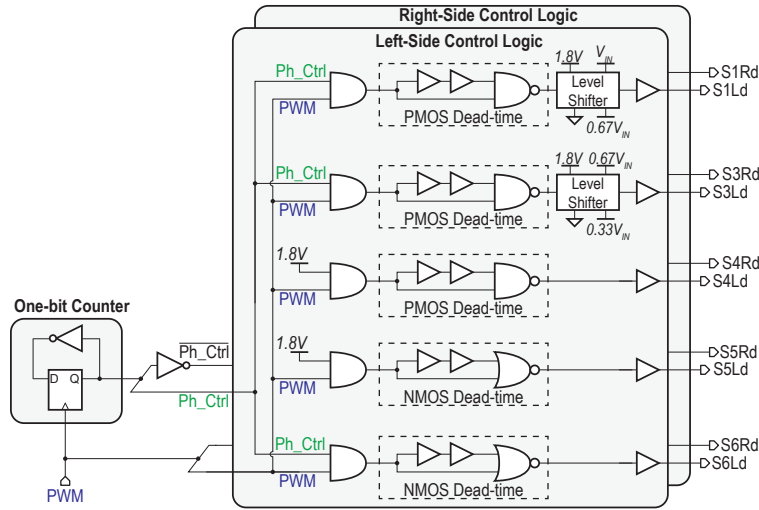 Right-Side Control Logic
Left-Side Control Logic
Ph_Ctrl
PWM
PMOS Dead-time
1.8V
V_IN
Level
Shifter
0.67V_IN
S1Rd
S1Ld
Ph_Ctrl
PWM
PMOS Dead-time
1.8V 0.67V_IN
Level
Shifter
0.33V_IN
S3Rd
S3Ld
1.8V
PWM
PMOS Dead-time
S4Rd
S4Ld
One-bit Counter
D Q
Ph_Ctrl
Ph_Ctrl
PWM
1.8V
PWM
NMOS Dead-time
S5Rd
S5Ld
Ph_Ctrl
PWM
NMOS Dead-time
S6Rd
S6Ld